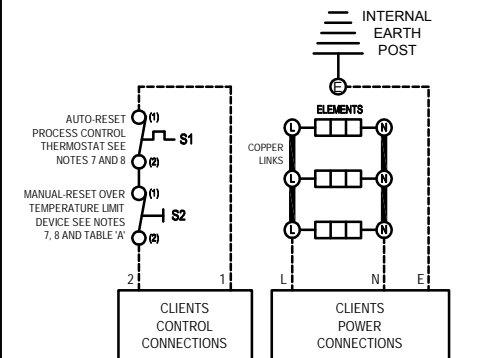 INTERNAL
EARTH
POST
E
ELEMENTS
AUTO-RESET
PROCESS CONTROL
THERMOSTAT SEE
NOTES 7 AND 8
(1)
S1
(2)
COPPER
LINKS
L N
L N
L N
MANUAL-RESET OVER
TEMPERATURE LIMIT
DEVICE SEE NOTES
7, 8 AND TABLE 'A'
(1)
S2
(2)
2 1
L N E
CLIENTS
CONTROL
CONNECTIONS
CLIENTS
POWER
CONNECTIONS